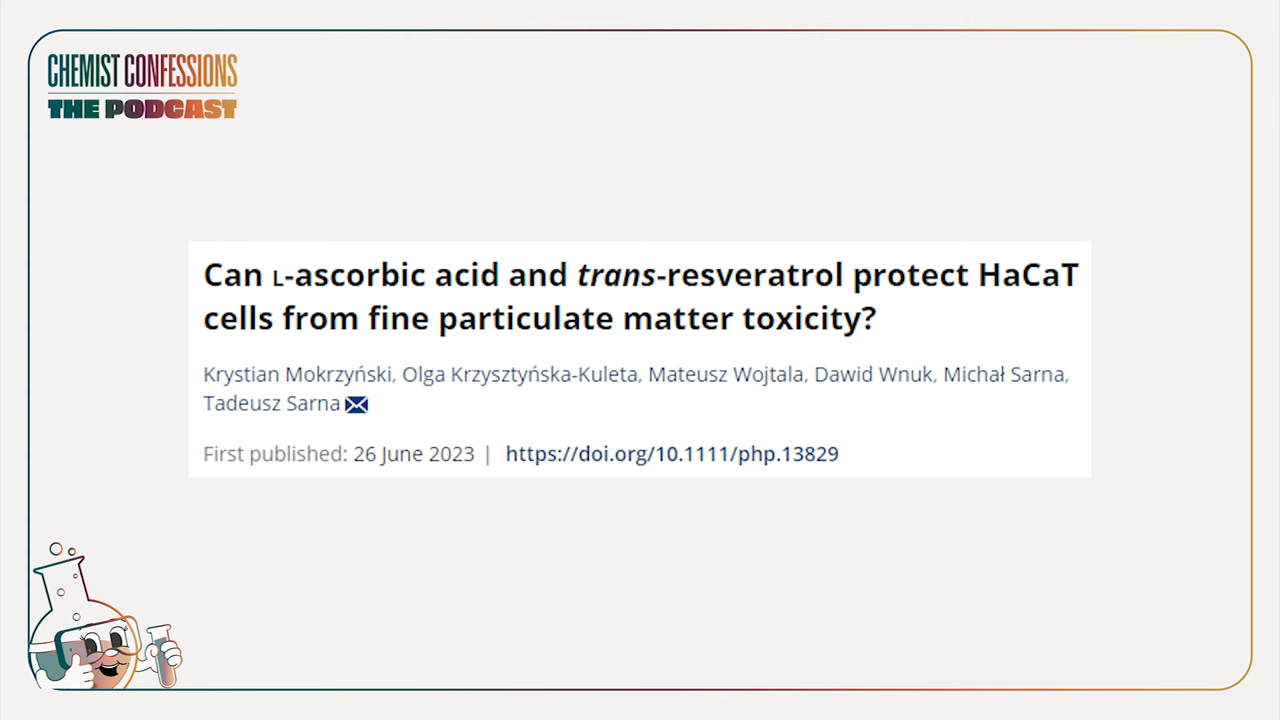 CHEMIST CONFESSIONS
THE PODCAST
Can ʟ-ascorbic acid and trans-resveratrol protect HaCaT
cells from fine particulate matter toxicity?
Krystian Mokrzyński, Olga Krzysztyńska-Kuleta, Mateusz Wojtala, Dawid Wnuk, Michał Sarna,
Tadeusz Sarna
First published: 26 June 2023 | https://doi.org/10.1111/php.13829